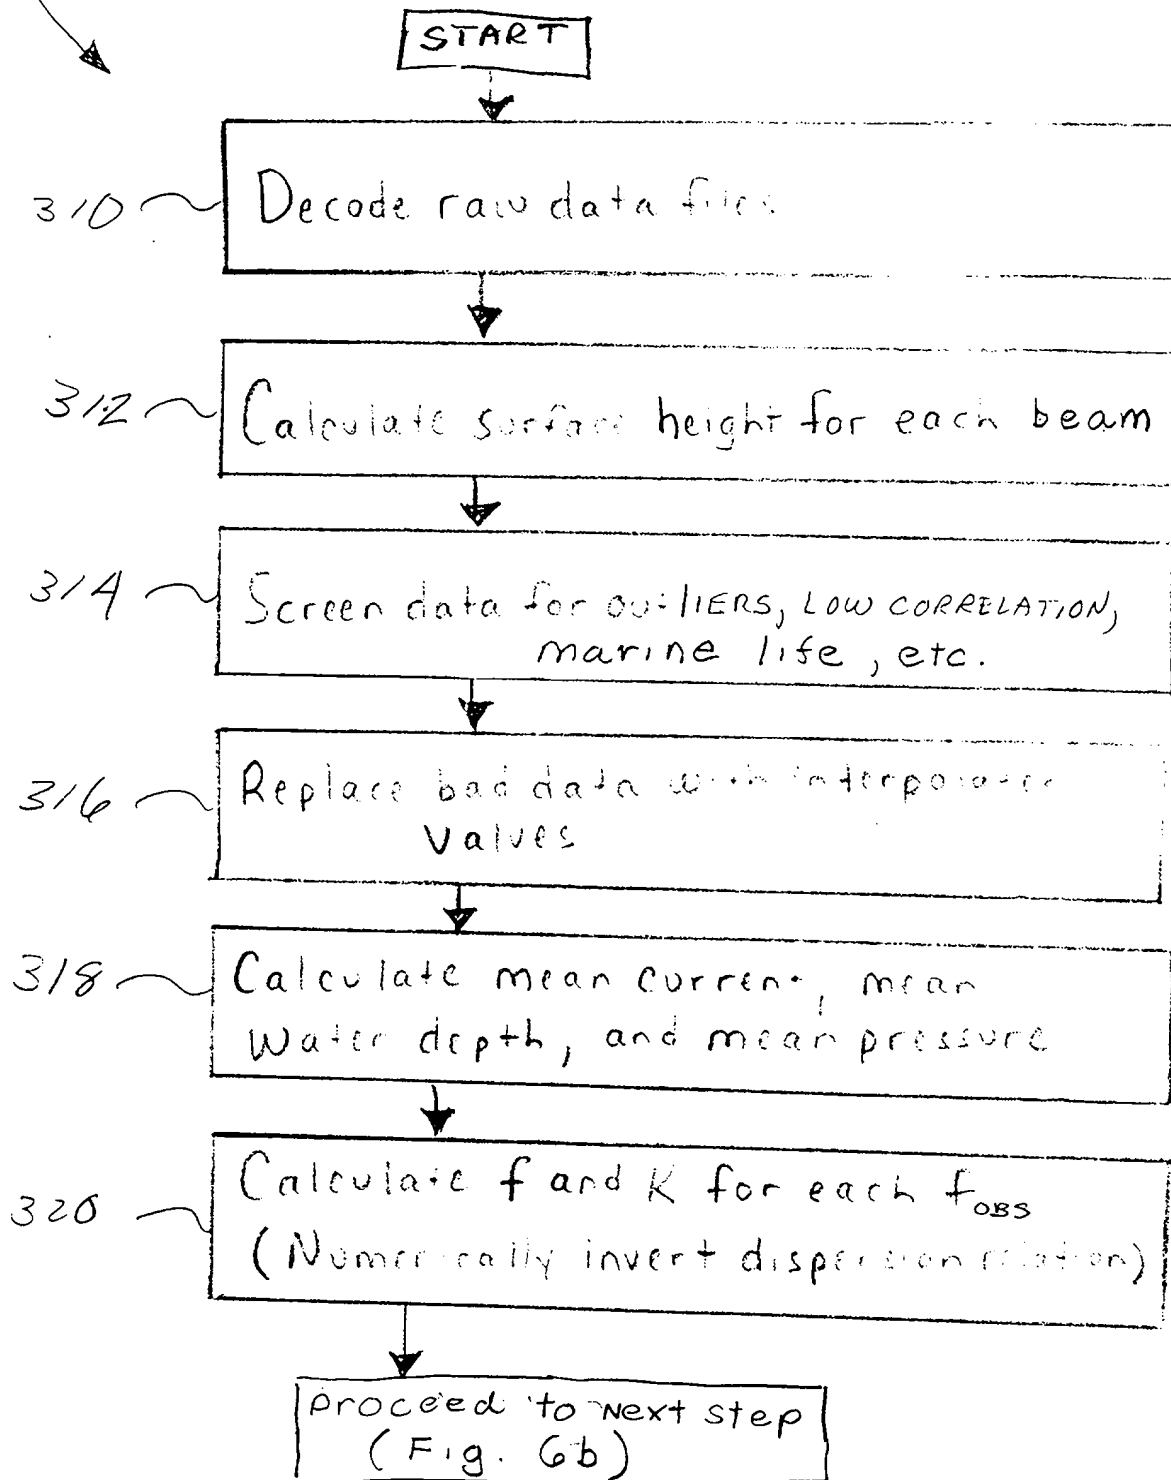 START
310
Decode raw data files
312
Calculate surface height for each beam
314
Screen data for outliERS, LOW CORRELATION,
marine life, etc.
316
Replace bad data with interpolated
Values
318
Calculate mean current, mean
Water depth, and mean pressure
320
Calculate f and K for each fOBS
(Numerically invert dispersion relation)
proceed to Next step
(Fig. 6b)